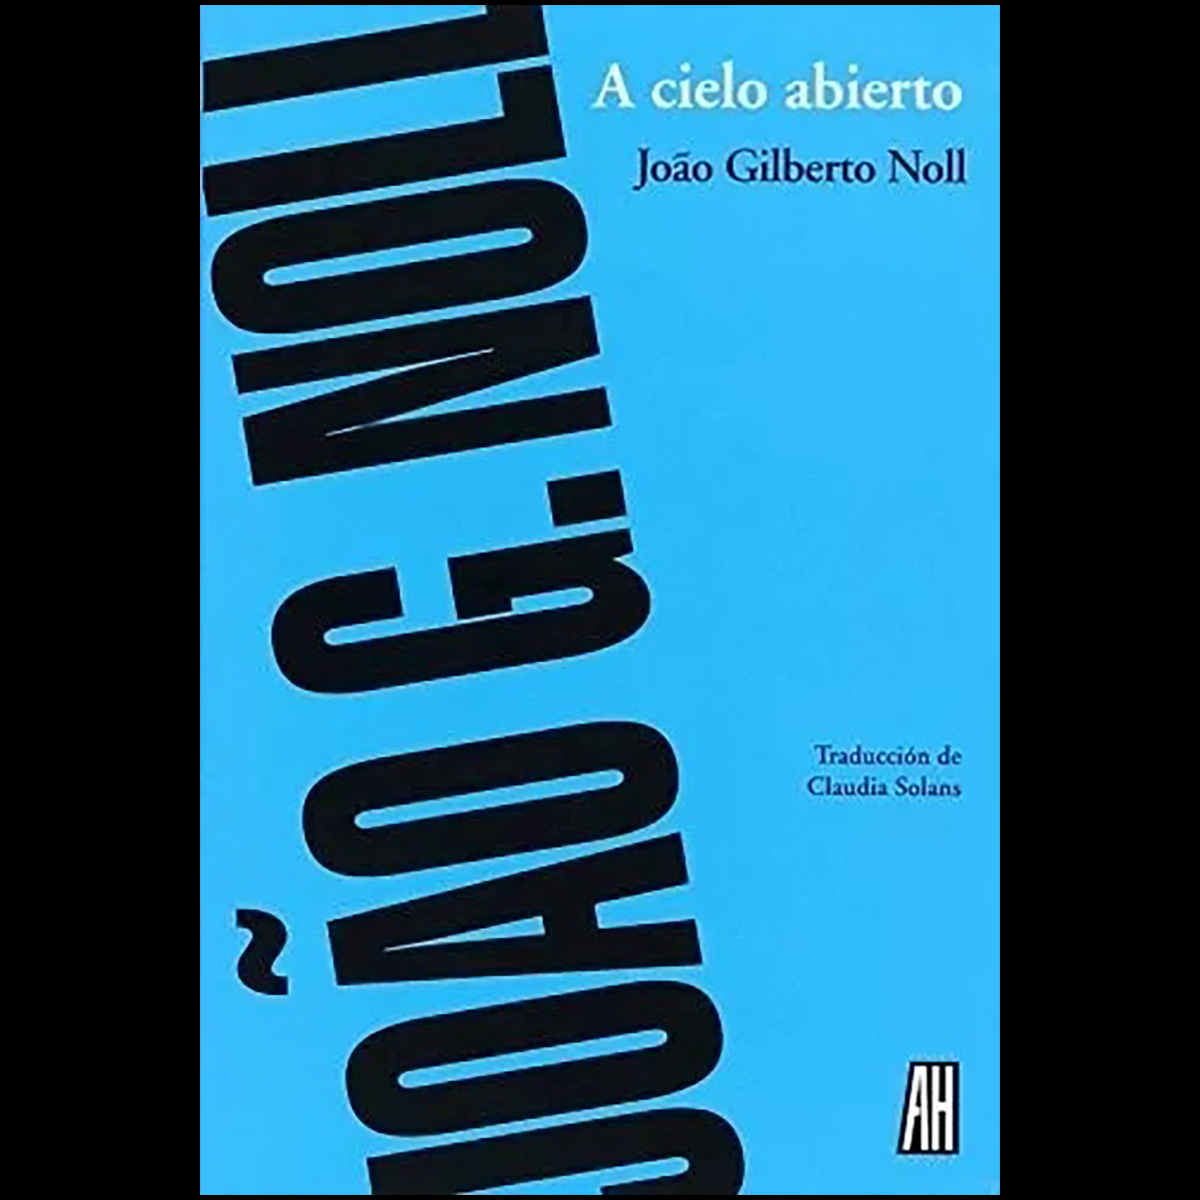 A cielo abierto
João Gilberto Noll
JOÃO G. NOLL
Traducción de
Claudia Solans
AH